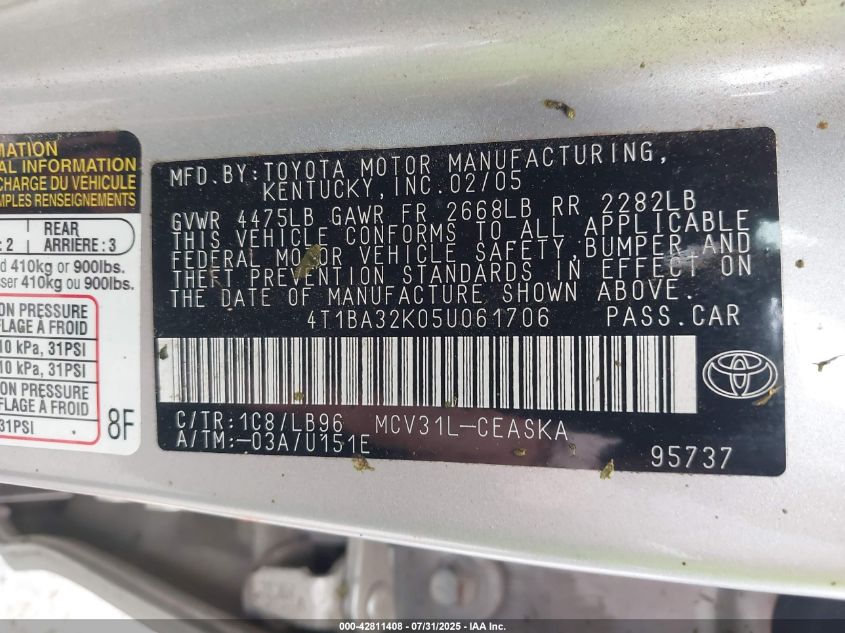 MATION
AL INFORMATION
CHARGE DU VÉHICULE
MPLES RENSEIGNEMENTS
: 2
REAR
ARRIERE : 3
d 410kg or 900lbs.
ser 410kg ou 900lbs.
ON PRESSURE
FLAGE À FROID
10 kPa, 31PSI
10 kPa, 31PSI
ON PRESSURE
FLAGE À FROID
31PSI
8F
MFD.BY:TOYOTA MOTOR MANUFACTURING,
KENTUCKY, INC.02/05
GVWR 4475LB GAWR FR 2668LB RR 2282LB
THIS VEHICLE CONFORMS TO ALL APPLICABLE
FEDERAL MOTOR VEHICLE SAFETY,BUMPER AND
THEFT PREVENTION STANDARDS IN EFFECT ON
THE DATE OF MANUFACTURE SHOWN ABOVE.
4T1BA32K05U061706 PASS.CAR
C/TR:1C8/LB96 MCV31L-CEASKA
A/TM:-03A/U151E
95737
000-42811408 - 07/31/2025 - IAA, Inc.